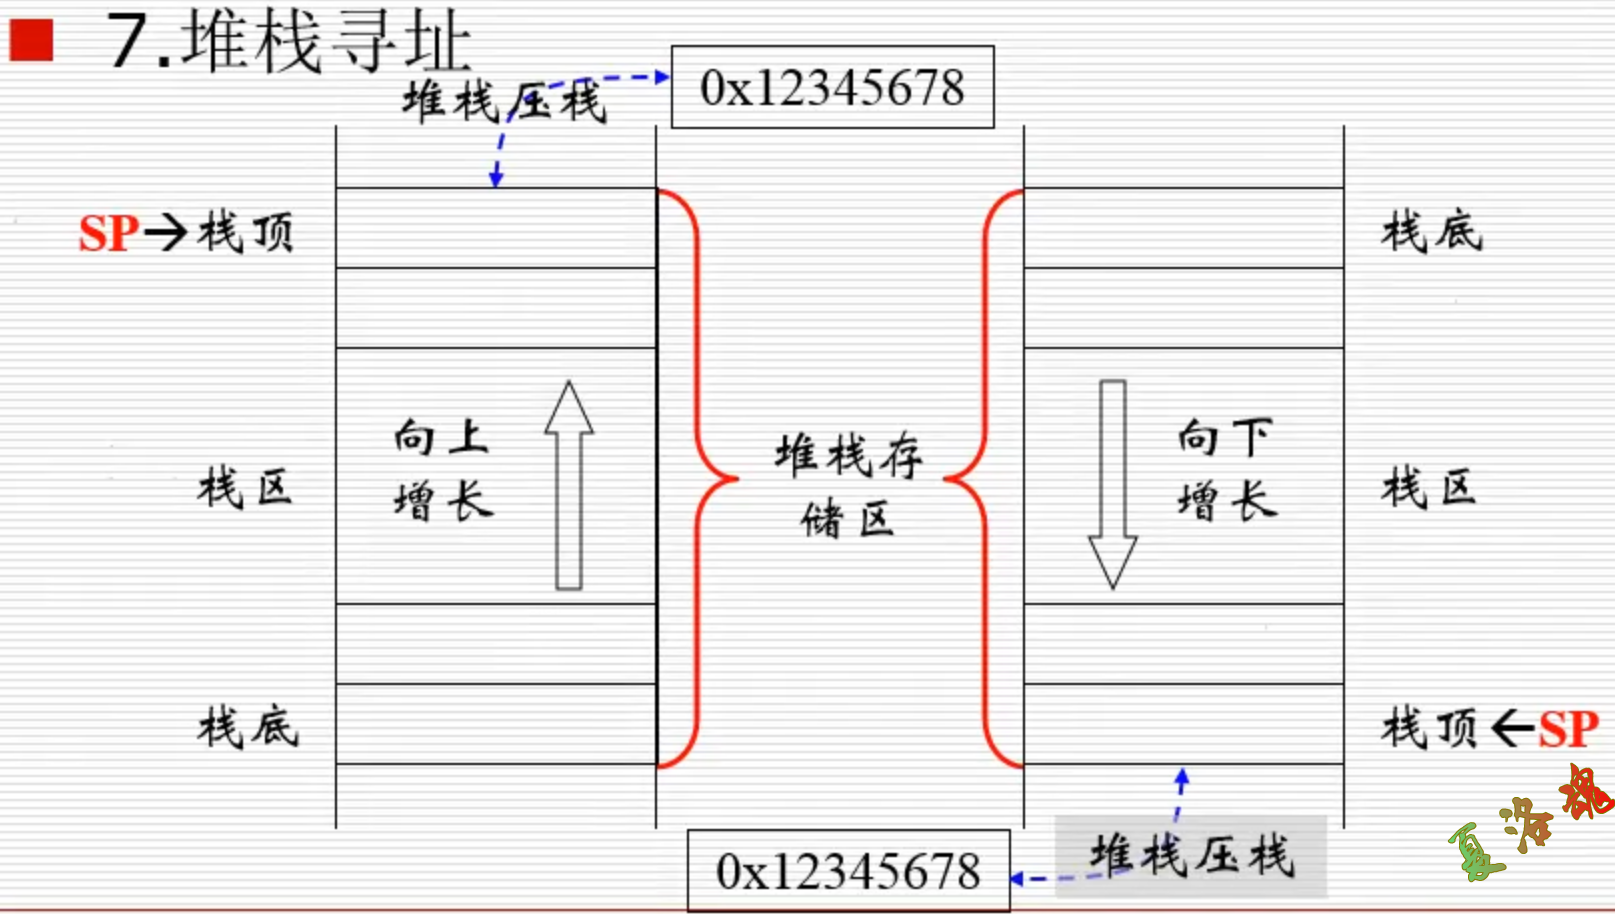 7.堆栈寻址
0x12345678
堆栈压栈
SP→栈顶
栈底
向上
增长
堆栈存
储区
向下
增长
栈区
栈区
栈底
栈顶←SP
0x12345678
堆栈压栈
夏洛魂